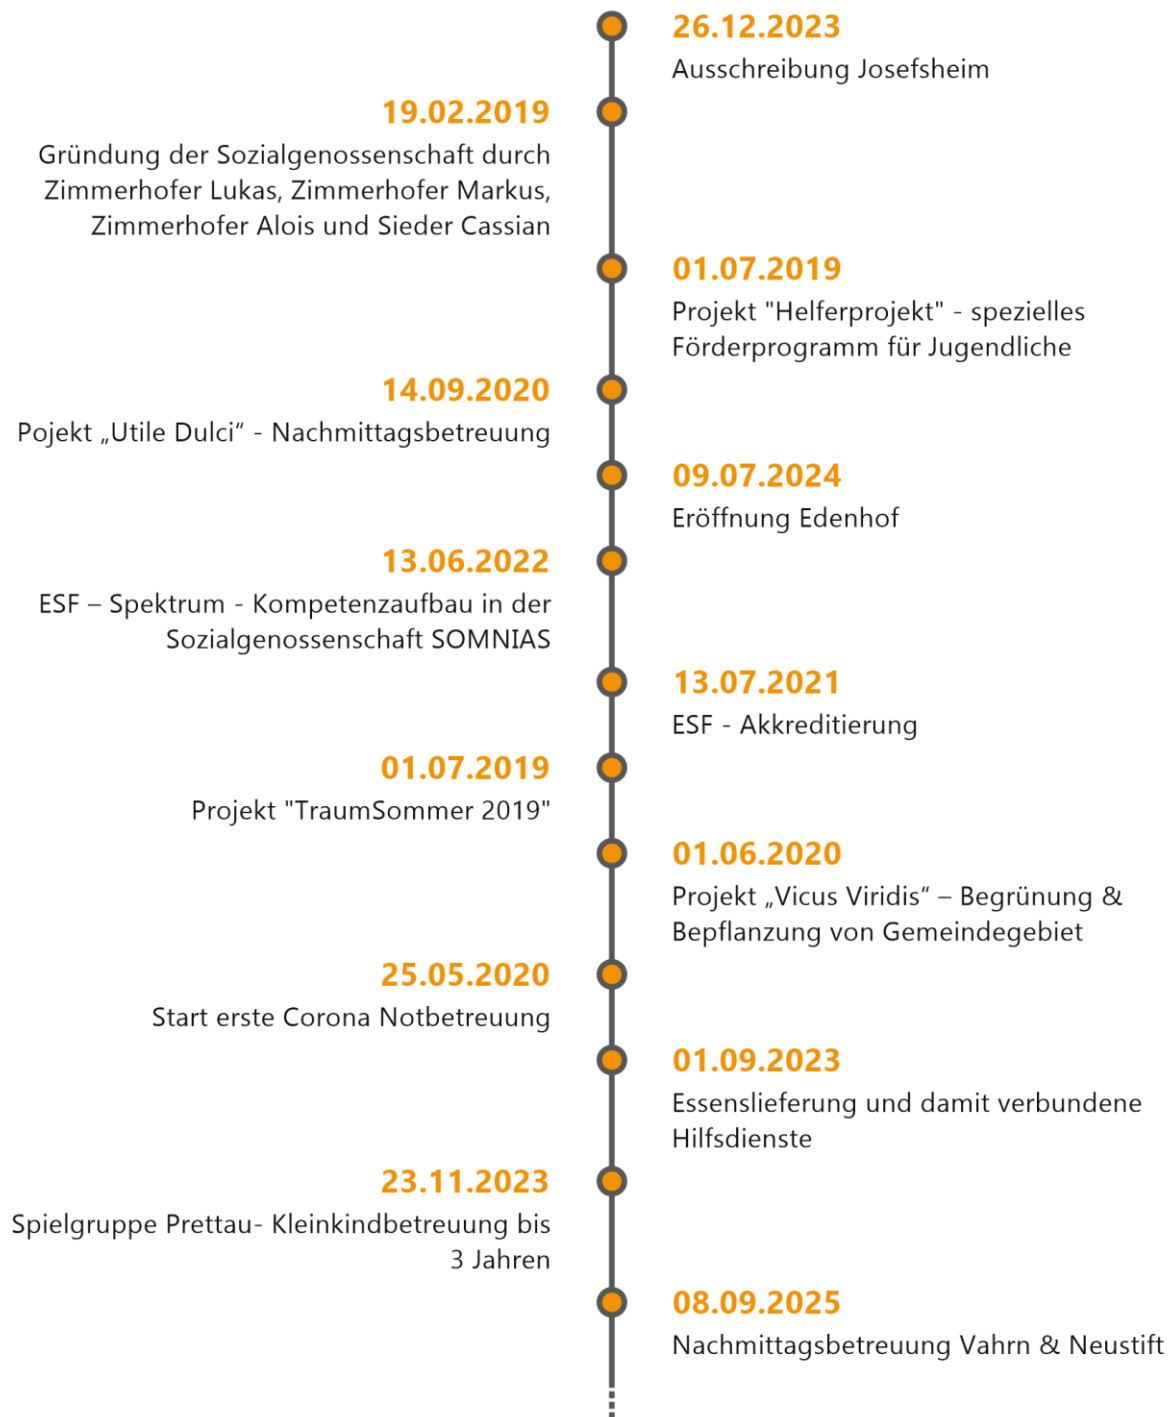 26.12.2023
Ausschreibung Josefsheim
19.02.2019
Gründung der Sozialgenossenschaft durch
Zimmerhofer Lukas, Zimmerhofer Markus,
Zimmerhofer Alois und Sieder Cassian
01.07.2019
Projekt "Helferprojekt" - spezielles
Förderprogramm für Jugendliche
14.09.2020
Pojekt „Utile Dulci“ - Nachmittagsbetreuung
09.07.2024
Eröffnung Edenhof
13.06.2022
ESF – Spektrum - Kompetenzaufbau in der
Sozialgenossenschaft SOMNIAS
13.07.2021
ESF - Akkreditierung
01.07.2019
Projekt "TraumSommer 2019"
01.06.2020
Projekt „Vicus Viridis“ – Begrünung &
Bepflanzung von Gemeindegebiet
25.05.2020
Start erste Corona Notbetreuung
01.09.2023
Essenslieferung und damit verbundene
Hilfsdienste
23.11.2023
Spielgruppe Prettau- Kleinkindbetreuung bis
3 Jahren
08.09.2025
Nachmittagsbetreuung Vahrn & Neustift